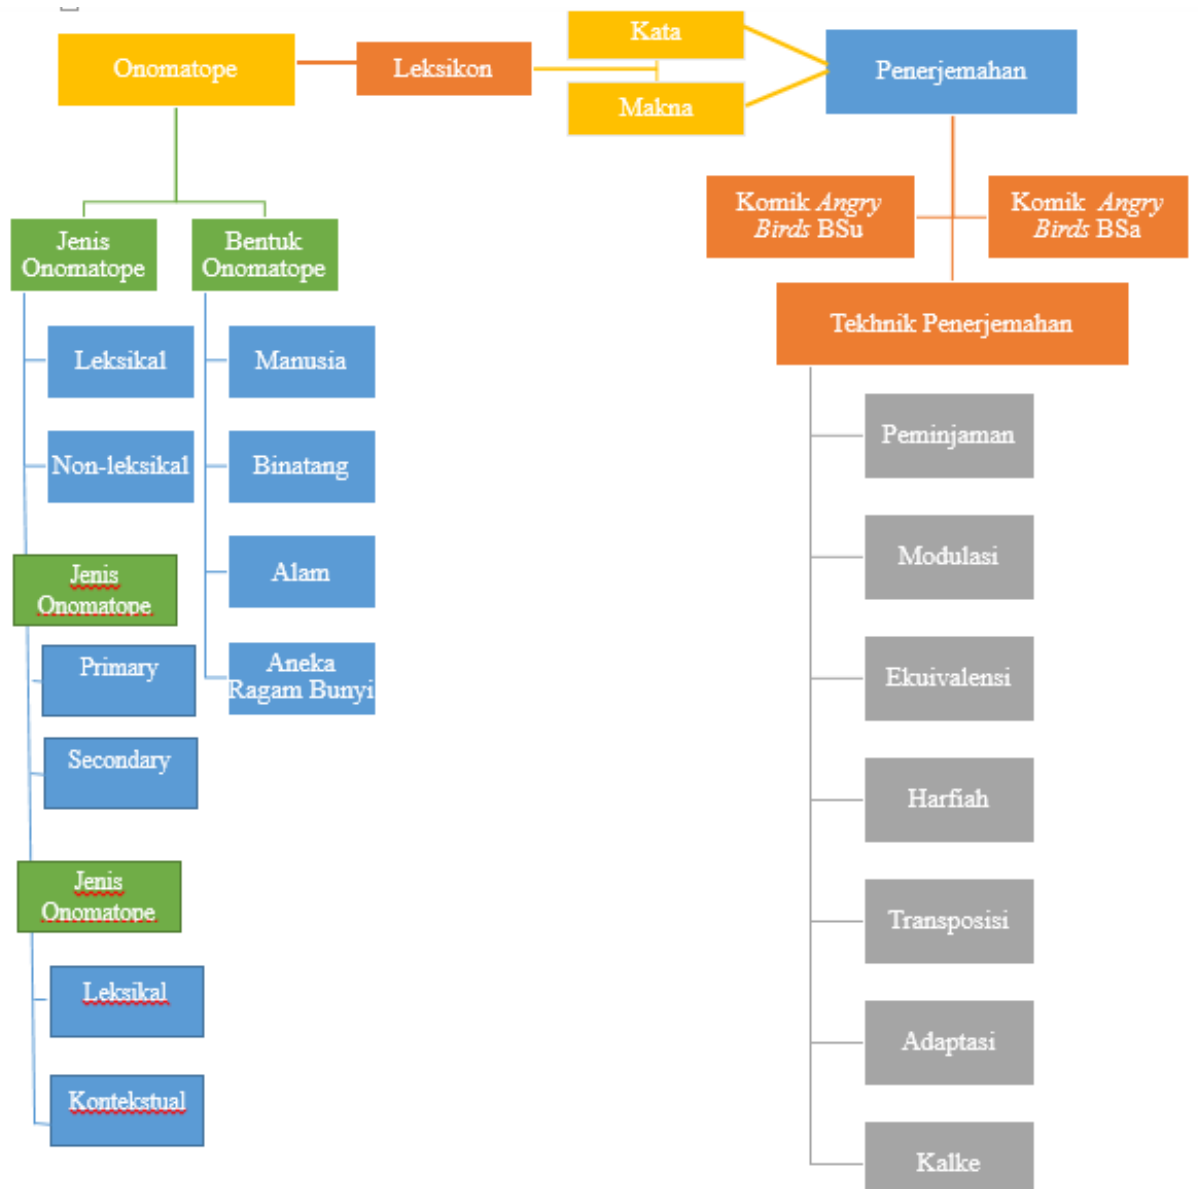 Onomatope
Leksikon
Kata
Makna
Penerjemahan
Komik Angry
Birds BSu
Komik Angry
Birds BSa
Tekhnik Penerjemahan
Jenis
Onomatope
Bentuk
Onomatope
Leksikal
Non-leksikal
Jenis
Onomatope
Primary
Secondary
Jenis
Onomatope
Leksikal
Kontekstual
Manusia
Binatang
Alam
Aneka
Ragam Bunyi
Peminjaman
Modulasi
Ekuivalensi
Harfiah
Transposisi
Adaptasi
Kalke